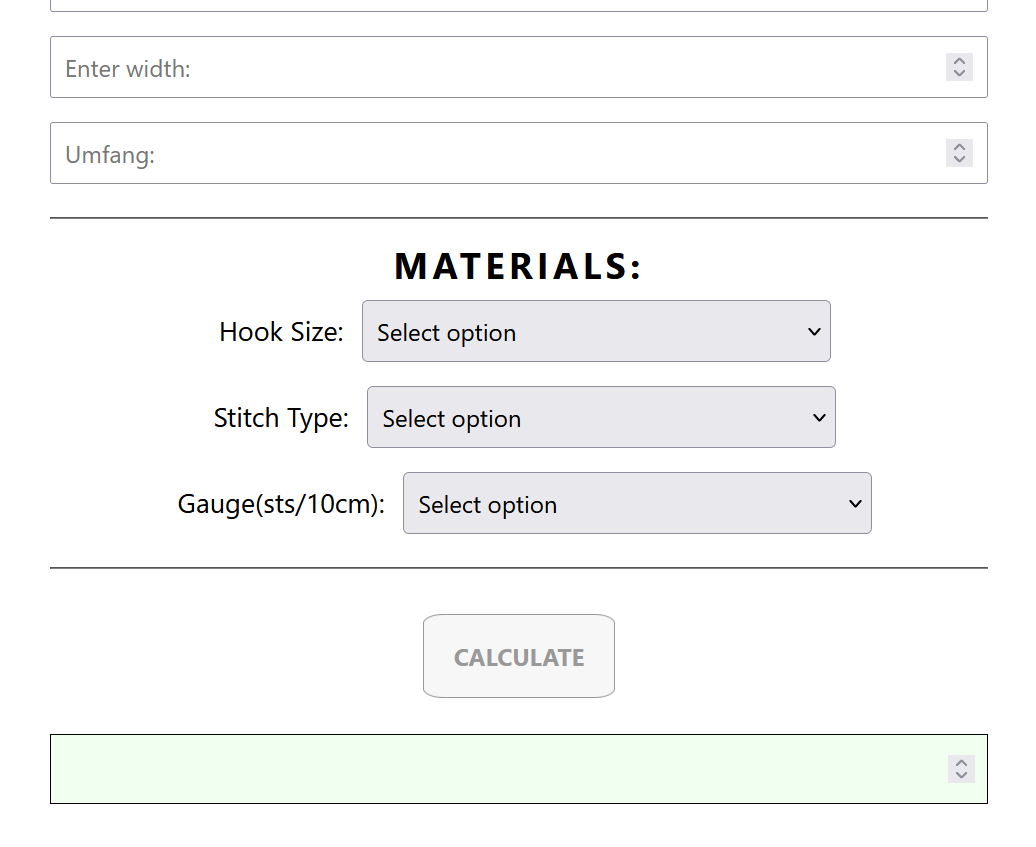 Enter width:
Umfang:
MATERIALS:
Hook Size: Select option
Stitch Type: Select option
Gauge(sts/10cm): Select option
CALCULATE